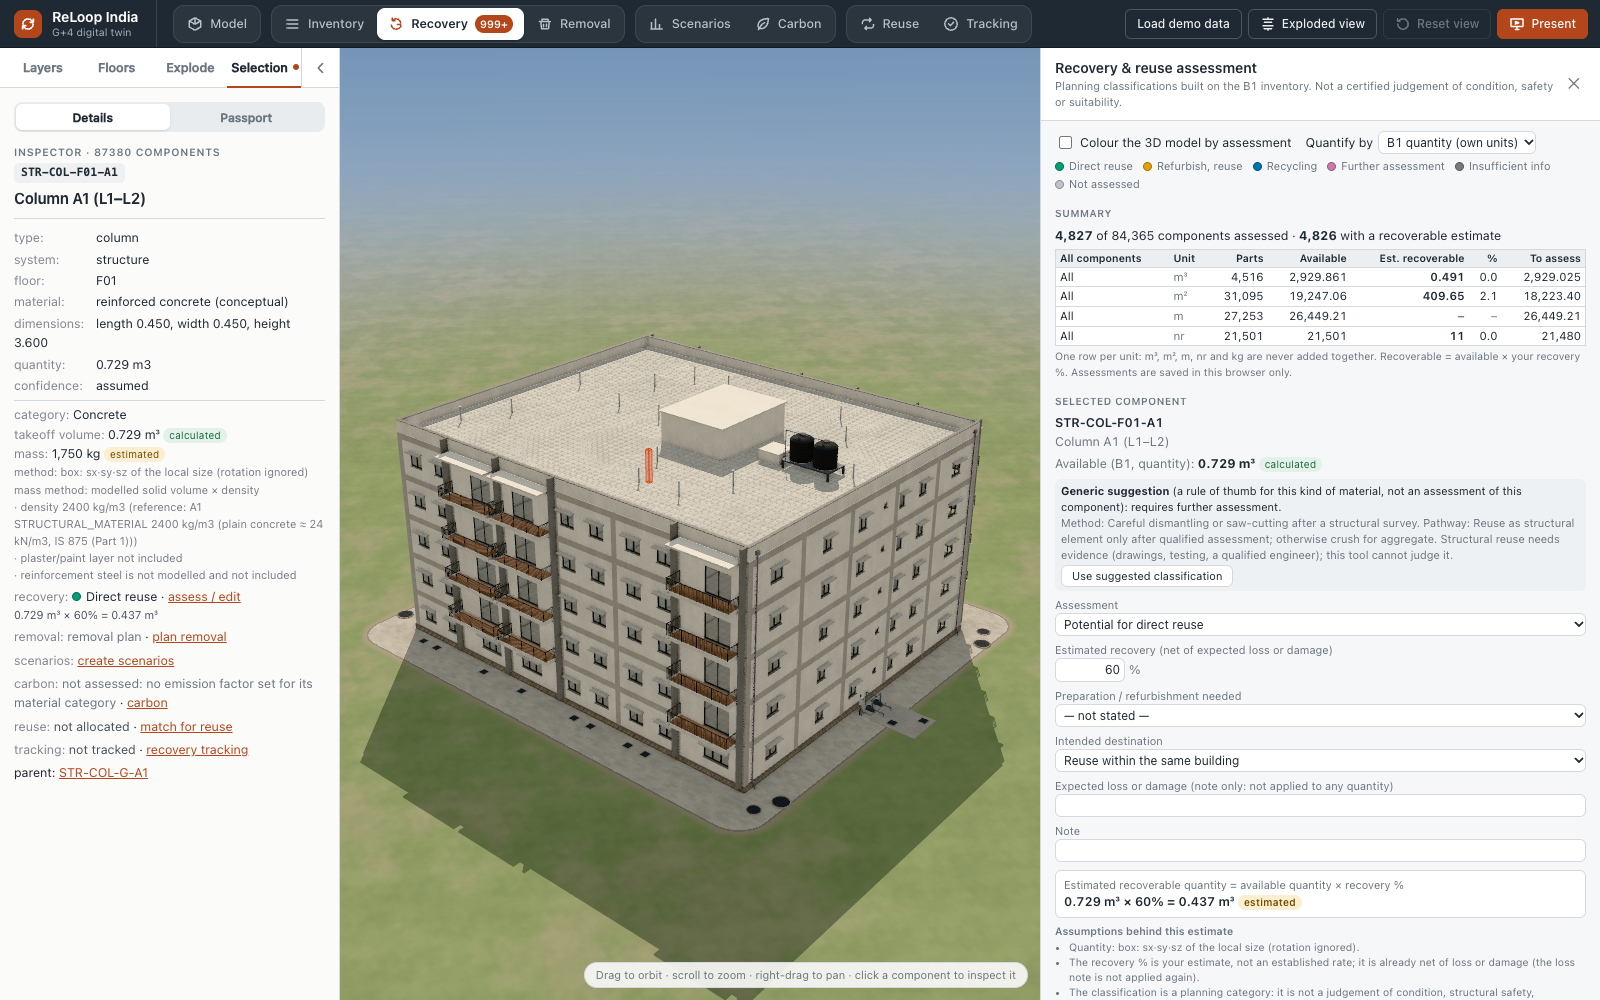 ReLoop India
G+4 digital twin
Model
Inventory
Recovery 999+
Removal
Scenarios
Carbon
Reuse
Tracking
Load demo data
Exploded view
Reset view
Present
Layers Floors Explode Selection
Details Passport
INSPECTOR · 87380 COMPONENTS
STR-COL-F01-A1
Column A1 (L1–L2)
type: column
system: structure
floor: F01
material: reinforced concrete (conceptual)
dimensions: length 0.450, width 0.450, height
3.600
quantity: 0.729 m3
confidence: assumed
category: Concrete
takeoff volume: 0.729 m³ calculated
mass: 1,750 kg estimated
method: box: sx·sy·sz of the local size (rotation ignored)
mass method: modelled solid volume × density
· density 2400 kg/m3 (reference: A1
STRUCTURAL_MATERIAL 2400 kg/m3 (plain concrete ≈ 24
kN/m3, IS 875 (Part 1)))
· plaster/paint layer not included
· reinforcement steel is not modelled and not included
recovery: Direct reuse · assess / edit
0.729 m³ × 60% = 0.437 m³
removal: removal plan · plan removal
scenarios: create scenarios
carbon: not assessed: no emission factor set for its
material category · carbon
reuse: not allocated · match for reuse
tracking: not tracked · recovery tracking
parent: STR-COL-G-A1
Drag to orbit · scroll to zoom · right-drag to pan · click a component to inspect it
Recovery & reuse assessment
Planning classifications built on the B1 inventory. Not a certified judgement of condition, safety
or suitability.
Colour the 3D model by assessment Quantify by B1 quantity (own units)
Direct reuse Refurbish, reuse Recycling Further assessment Insufficient info
Not assessed
SUMMARY
4,827 of 84,365 components assessed · 4,826 with a recoverable estimate
All components Unit Parts Available Est. recoverable % To assess
All m³ 4,516 2,929.861 0.491 0.0 2,929.025
All m² 31,095 19,247.06 409.65 2.1 18,223.40
All m 27,253 26,449.21 – – 26,449.21
All nr 21,501 21,501 11 0.0 21,480
One row per unit: m³, m², m, nr and kg are never added together. Recoverable = available × your recovery
%. Assessments are saved in this browser only.
SELECTED COMPONENT
STR-COL-F01-A1
Column A1 (L1–L2)
Available (B1, quantity): 0.729 m³ calculated
Generic suggestion (a rule of thumb for this kind of material, not an assessment of this
component): requires further assessment.
Method: Careful dismantling or saw-cutting after a structural survey. Pathway: Reuse as structural
element only after qualified assessment; otherwise crush for aggregate. Structural reuse needs
evidence (drawings, testing, a qualified engineer); this tool cannot judge it.
Use suggested classification
Assessment
Potential for direct reuse
Estimated recovery (net of expected loss or damage)
60 %
Preparation / refurbishment needed
— not stated —
Intended destination
Reuse within the same building
Expected loss or damage (note only: not applied to any quantity)
Note
Estimated recoverable quantity = available quantity × recovery %
0.729 m³ × 60% = 0.437 m³ estimated
Assumptions behind this estimate
• Quantity: box: sx·sy·sz of the local size (rotation ignored).
• The recovery % is your estimate, not an established rate; it is already net of loss or damage (the loss
note is not applied again).
• The classification is a planning category: it is not a judgement of condition, structural safety,